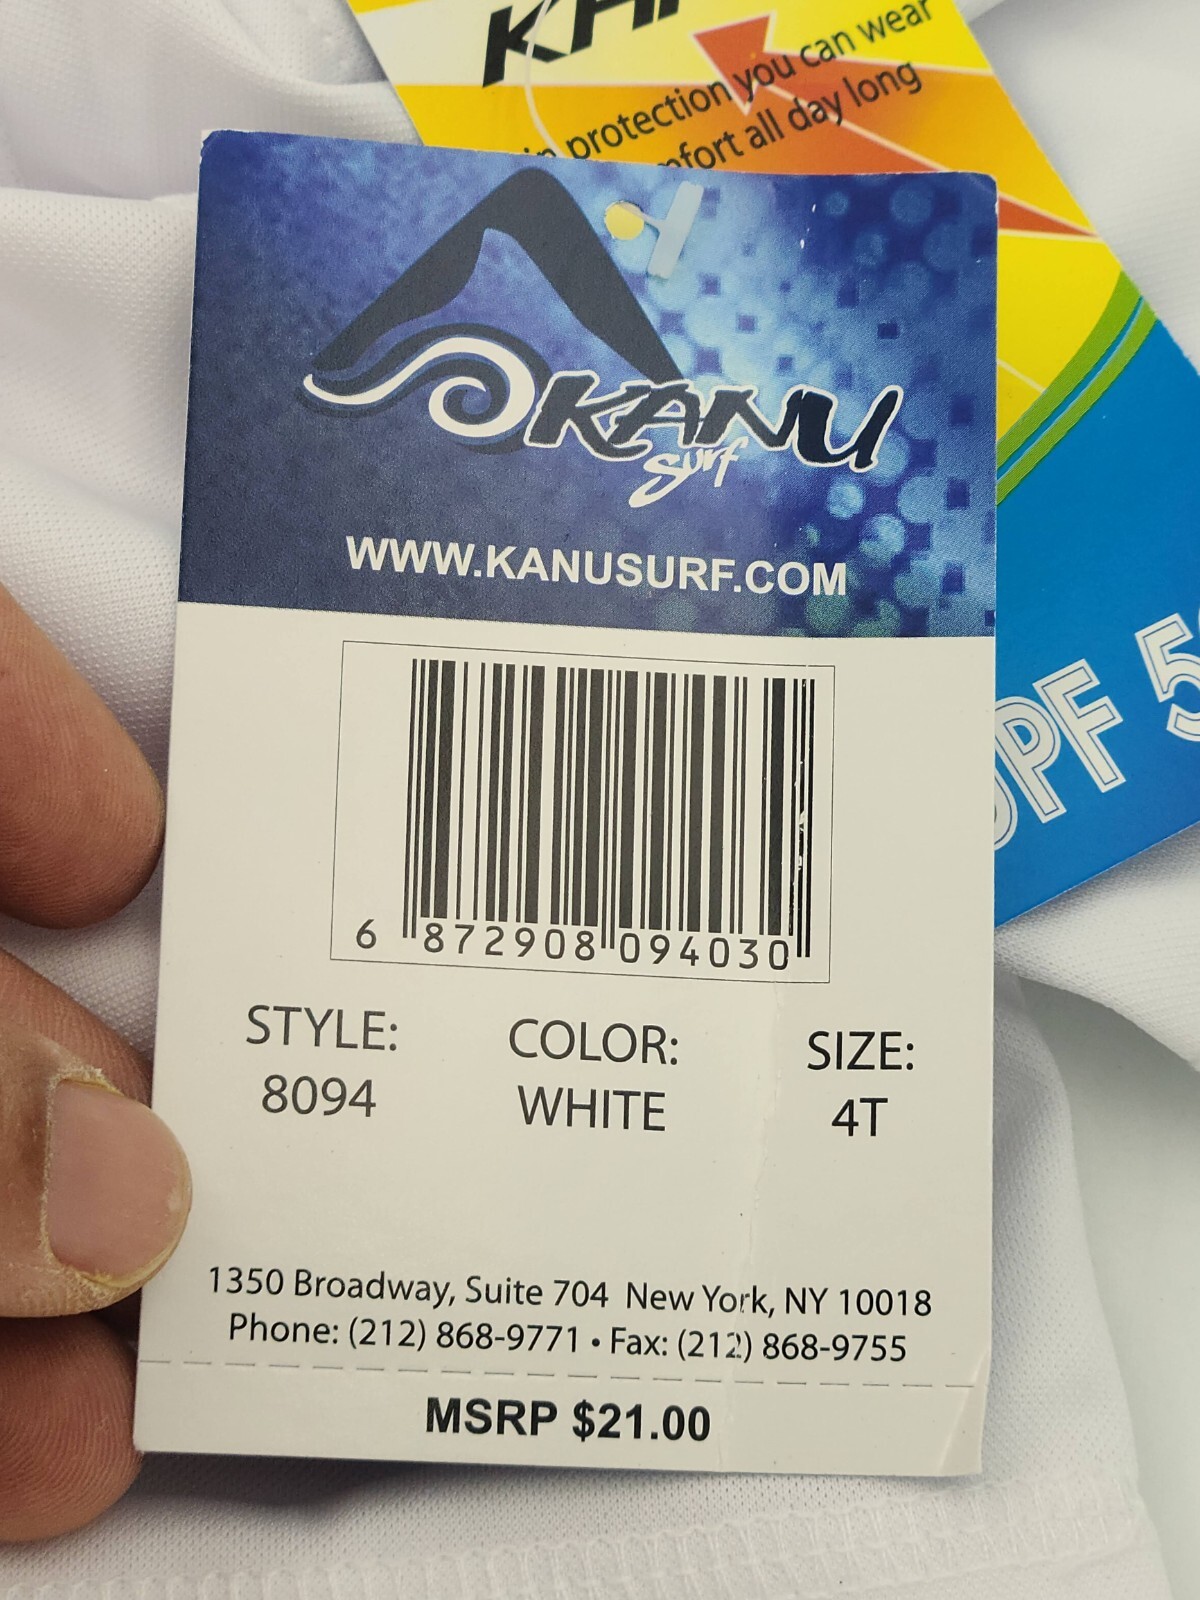 protection you can wear
all day long
KANU
Surf
WWW.KANUSURF.COM
UPF
6 872908 094030
STYLE: COLOR: SIZE:
8094 WHITE 4T
1350 Broadway, Suite 704 New York, NY 10018
Phone: (212) 868-9771 • Fax: (212) 868-9755
MSRP $21.00